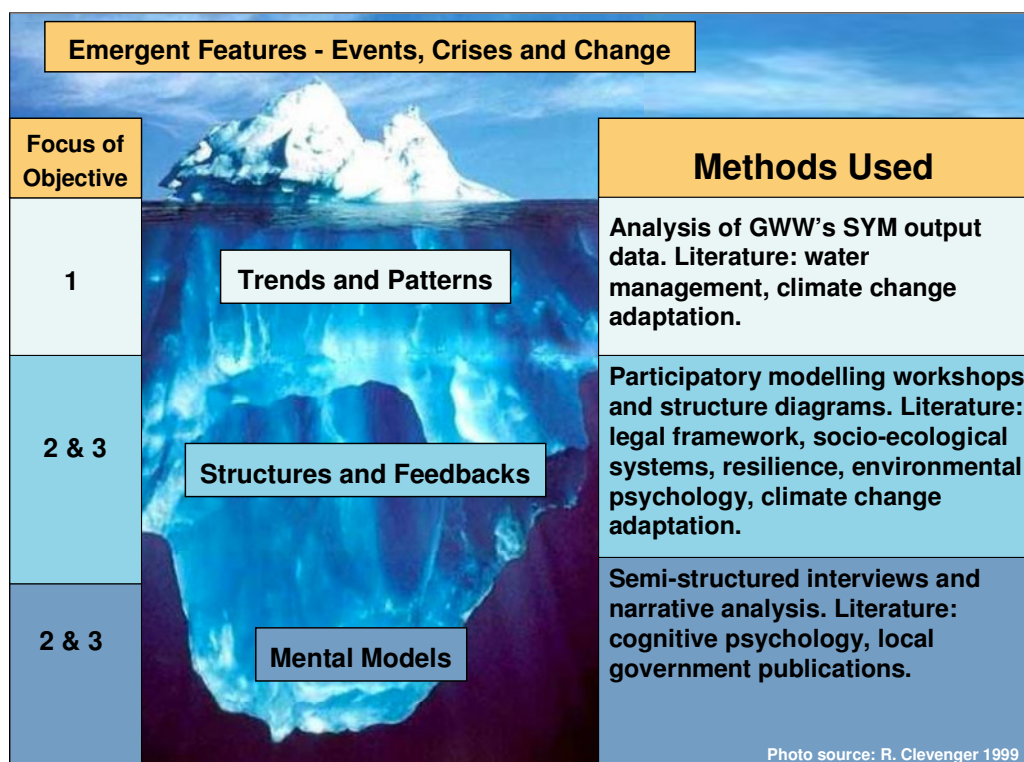 Emergent Features - Events, Crises and Change
Focus of
Objective
Methods Used
1
Trends and Patterns
Analysis of GWW's SYM output
data. Literature: water
management, climate change
adaptation.
2 & 3
Structures and Feedbacks
Participatory modelling workshops
and structure diagrams. Literature:
legal framework, socio-ecological
systems, resilience, environmental
psychology, climate change
adaptation.
2 & 3
Mental Models
Semi-structured interviews and
narrative analysis. Literature:
cognitive psychology, local
government publications.
Photo source: R. Clevenger 1999